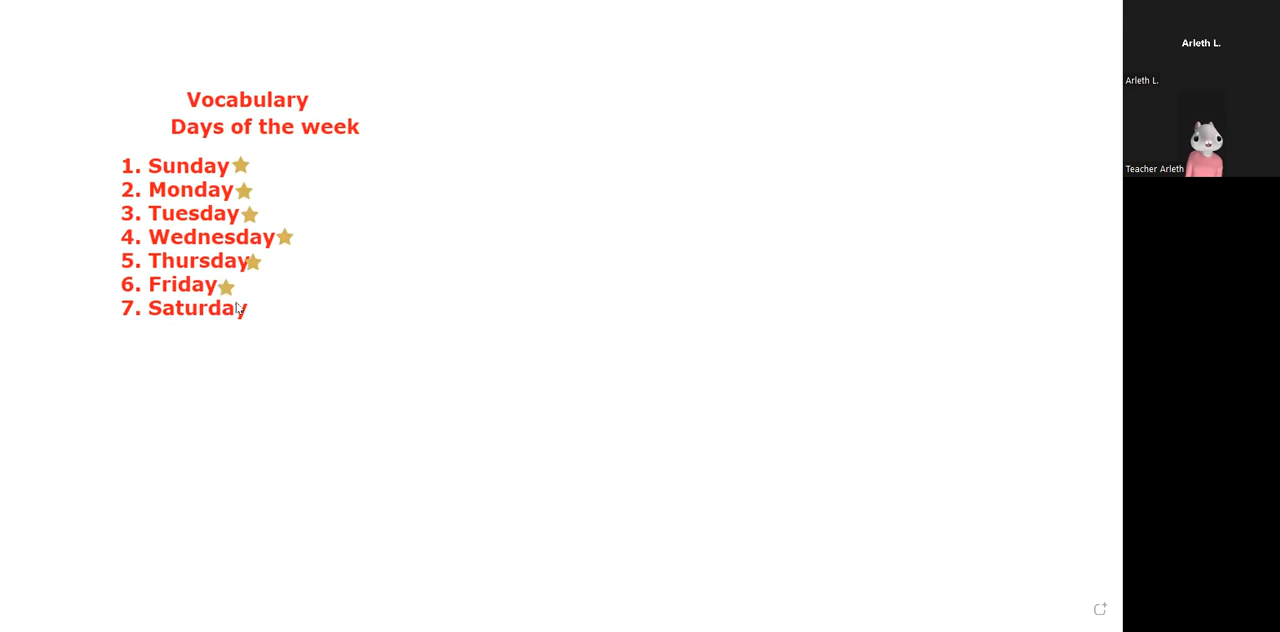 Vocabulary
Days of the week
1. Sunday
2. Monday
3. Tuesday
4. Wednesday
5. Thursday
6. Friday
7. Saturday
Arleth L.
Arleth L.
Teacher Arleth